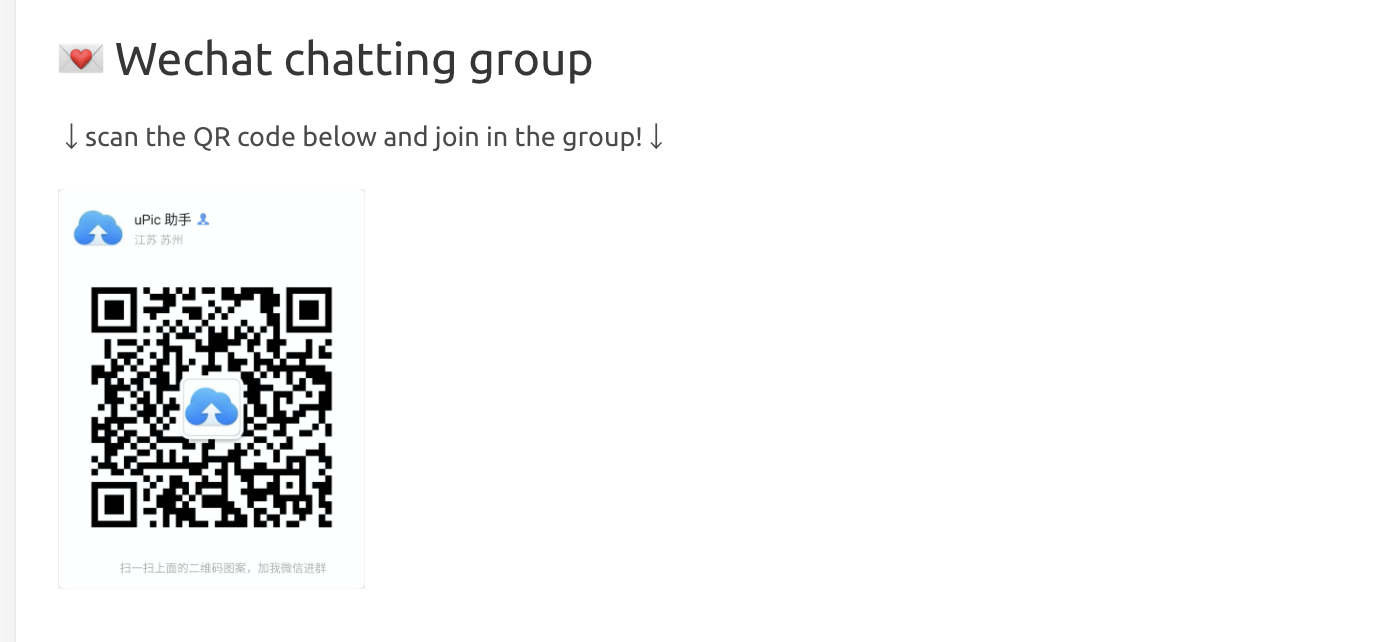 💌 Wechat chatting group
↓scan the QR code below and join in the group!↓
uPic 助手
江苏 苏州
扫一扫上面的二维码图案，加我微信进群